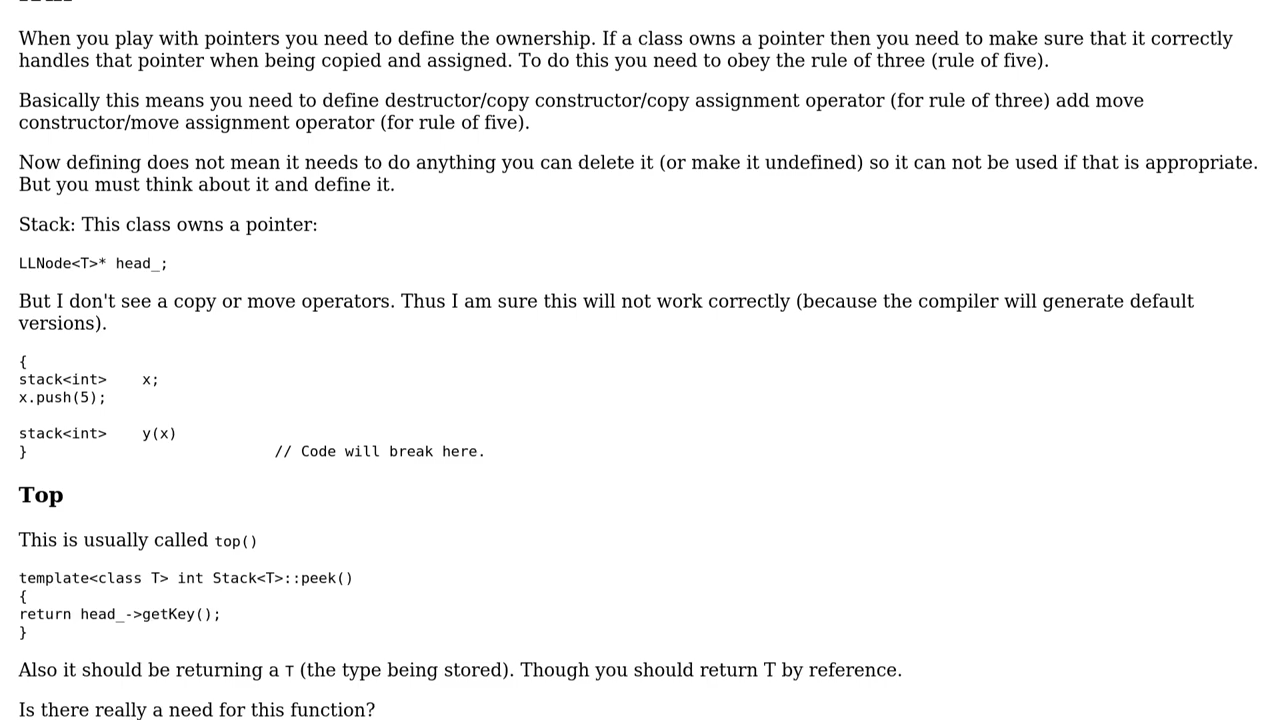 When you play with pointers you need to define the ownership. If a class owns a pointer then you need to make sure that it correctly
handles that pointer when being copied and assigned. To do this you need to obey the rule of three (rule of five).
Basically this means you need to define destructor/copy constructor/copy assignment operator (for rule of three) add move
constructor/move assignment operator (for rule of five).
Now defining does not mean it needs to do anything you can delete it (or make it undefined) so it can not be used if that is appropriate.
But you must think about it and define it.
Stack: This class owns a pointer:
LLNode<T>* head_;
But I don't see a copy or move operators. Thus I am sure this will not work correctly (because the compiler will generate default
versions).
{
stack<int>    x;
x.push(5);
stack<int>    y(x)
}                             // Code will break here.
Top
This is usually called top()
template<class T> int Stack<T>::peek()
{
return head_->getKey();
}
Also it should be returning a T (the type being stored). Though you should return T by reference.
Is there really a need for this function?